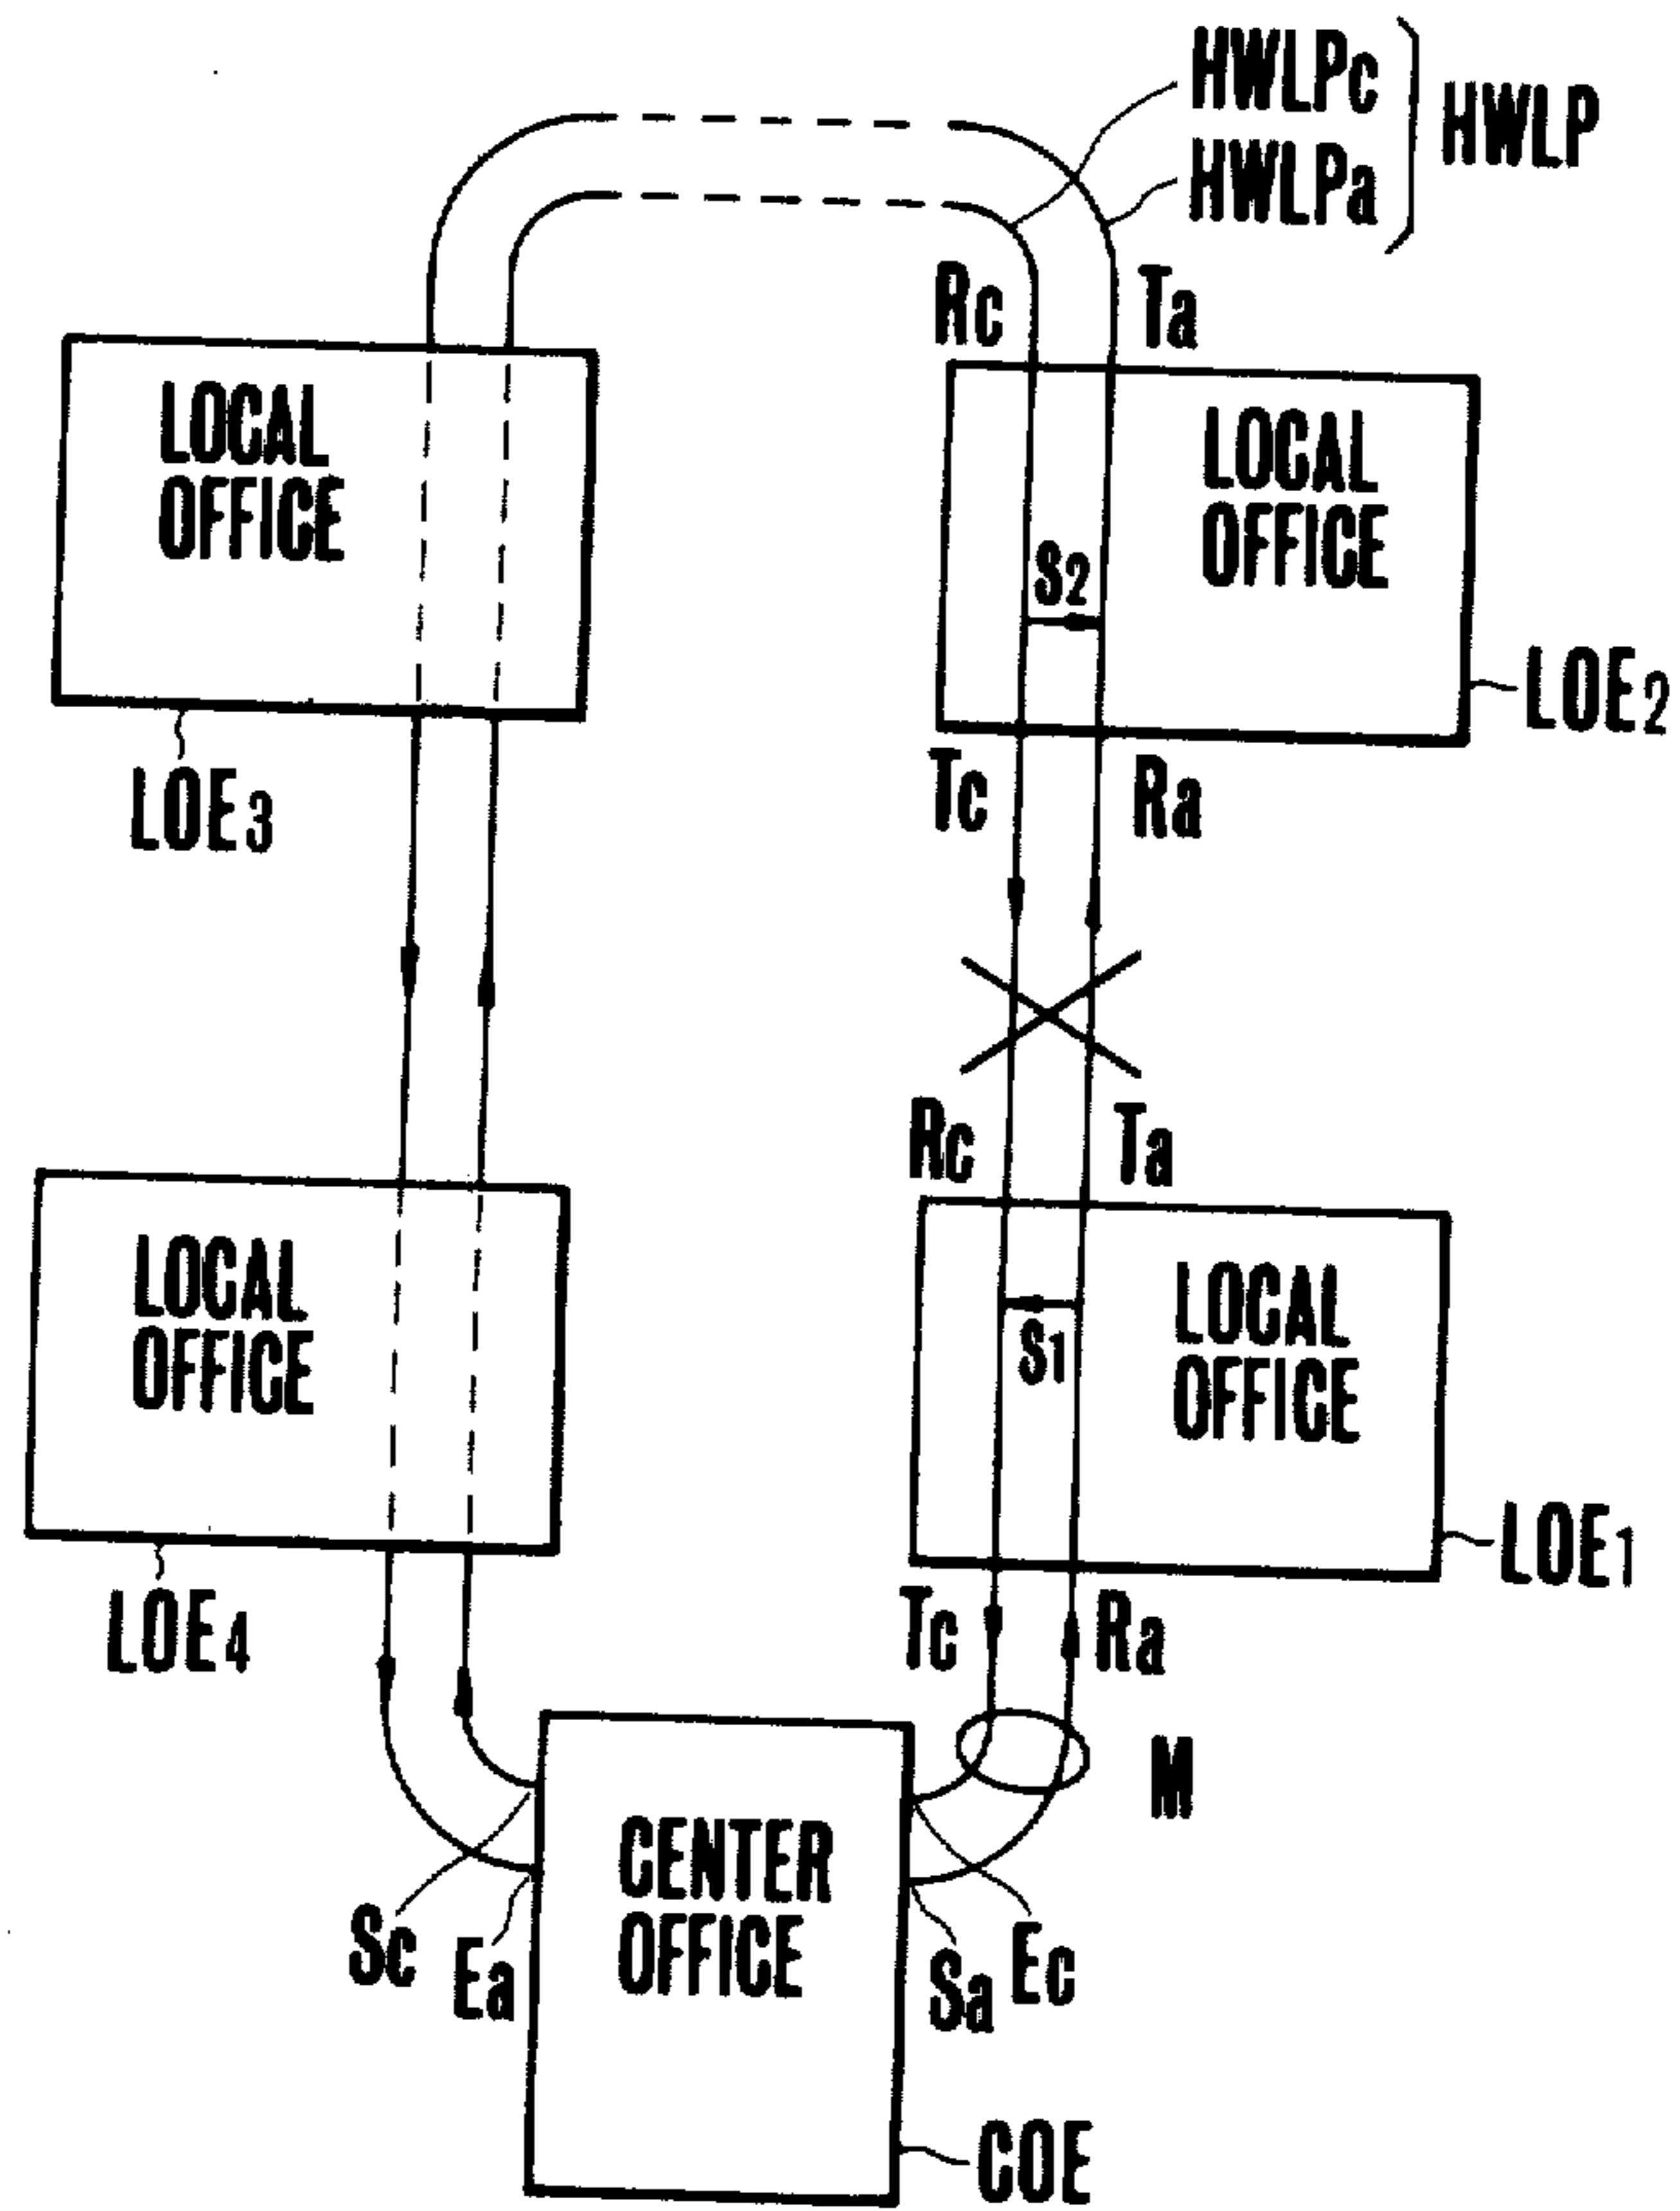 HWLPc
HWLPa
HWLP
Rc
Ta
LOCAL
OFFICE
LOCAL
OFFICE
S2
LOE2
LOE3
Tc
Ra
Rc
Ta
LOCAL
OFFICE
LOCAL
OFFICE
S1
LOE1
LOE4
Tc
Ra
M
CENTER
OFFICE
Sc
Ea
Sa
Ec
COE